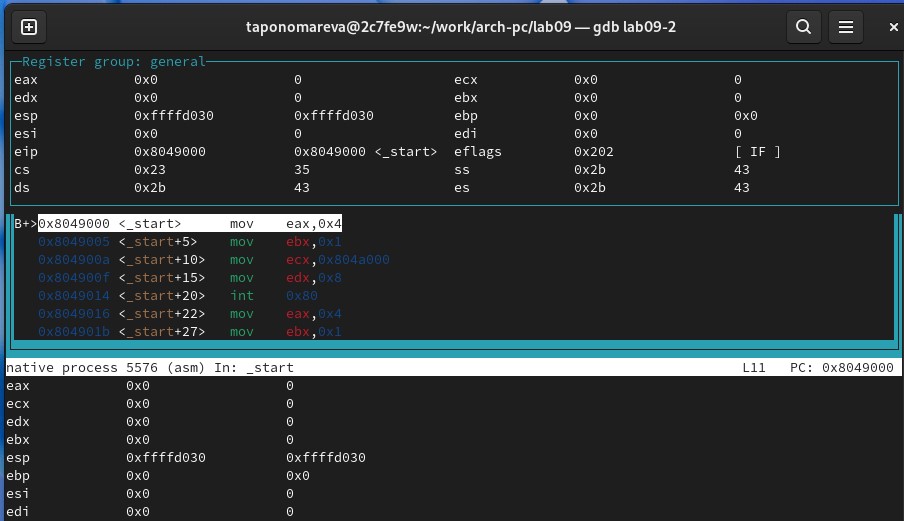 taponomareva@2c7fe9w:~/work/arch-pc/lab09 — gdb lab09-2
Register group: general
eax 0x0 0 ecx 0x0 0
edx 0x0 0 ebx 0x0 0
esp 0xffffd030 0xffffd030 ebp 0x0 0x0
esi 0x0 0 edi 0x0 0
eip 0x8049000 0x8049000 <_start> eflags 0x202 [ IF ]
cs 0x23 35 ss 0x2b 43
ds 0x2b 43 es 0x2b 43
B+>0x8049000 <_start> mov eax,0x4
0x8049005 <_start+5> mov ebx,0x1
0x804900a <_start+10> mov ecx,0x804a000
0x804900f <_start+15> mov edx,0x8
0x8049014 <_start+20> int 0x80
0x8049016 <_start+22> mov eax,0x4
0x804901b <_start+27> mov ebx,0x1
native process 5576 (asm) In: _start L11 PC: 0x8049000
eax 0x0 0
ecx 0x0 0
edx 0x0 0
ebx 0x0 0
esp 0xffffd030 0xffffd030
ebp 0x0 0x0
esi 0x0 0
edi 0x0 0